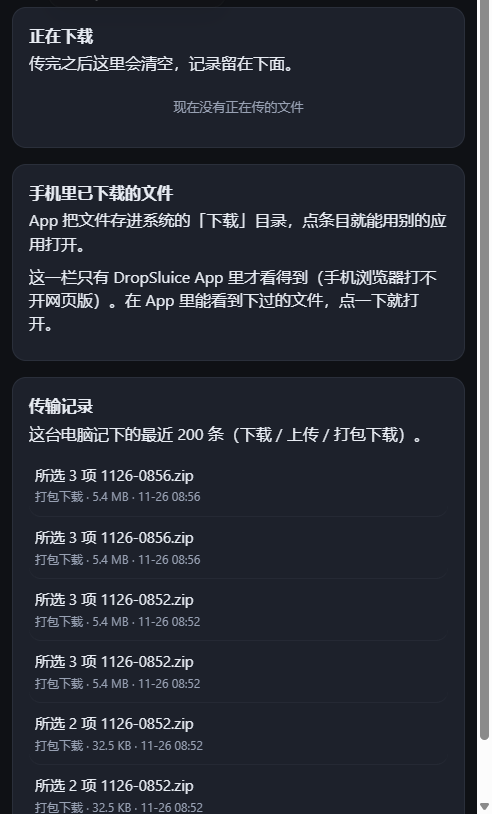 正在下载
传完之后这里会清空，记录留在下面。
现在没有正在传的文件
手机里已下载的文件
App 把文件存进系统的「下载」目录，点条目就能用别的应
用打开。
这一栏只有 DropSluice App 里才看得到（手机浏览器打不
开网页版）。在 App 里能看到下过的文件，点一下就打
开。
传输记录
这台电脑记下的最近 200 条（下载 / 上传 / 打包下载）。
所选 3 项 1126-0856.zip
打包下载 · 5.4 MB · 11-26 08:56
所选 3 项 1126-0856.zip
打包下载 · 5.4 MB · 11-26 08:56
所选 3 项 1126-0852.zip
打包下载 · 5.4 MB · 11-26 08:52
所选 3 项 1126-0852.zip
打包下载 · 5.4 MB · 11-26 08:52
所选 2 项 1126-0852.zip
打包下载 · 32.5 KB · 11-26 08:52
所选 2 项 1126-0852.zip
打包下载 · 32.5 KB · 11-26 08:52